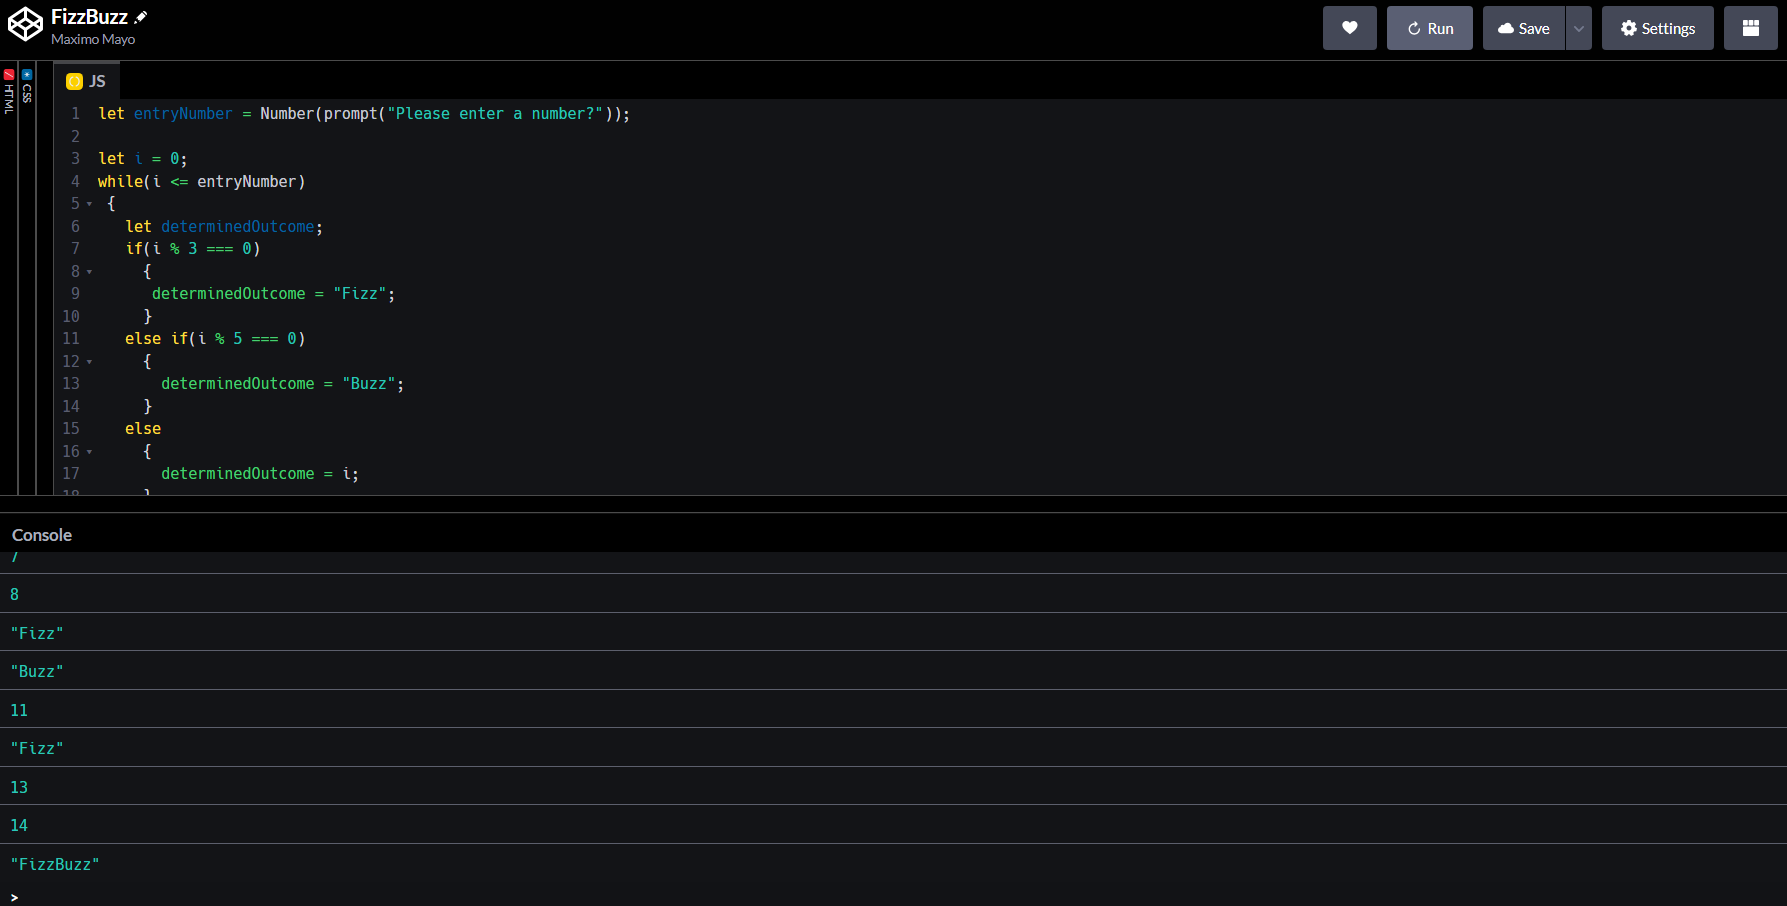 FizzBuzz
Maximo Mayo
Run
Save
Settings
HTML
CSS
JS
1 let entryNumber = Number(prompt("Please enter a number?"));
2
3 let i = 0;
4 while(i <= entryNumber)
5 {
6 let determinedOutcome;
7 if(i % 3 === 0)
8 {
9 determinedOutcome = "Fizz";
10 }
11 else if(i % 5 === 0)
12 {
13 determinedOutcome = "Buzz";
14 }
15 else
16 {
17 determinedOutcome = i;
18 }
Console
7
8
"Fizz"
"Buzz"
11
"Fizz"
13
14
"FizzBuzz"
>